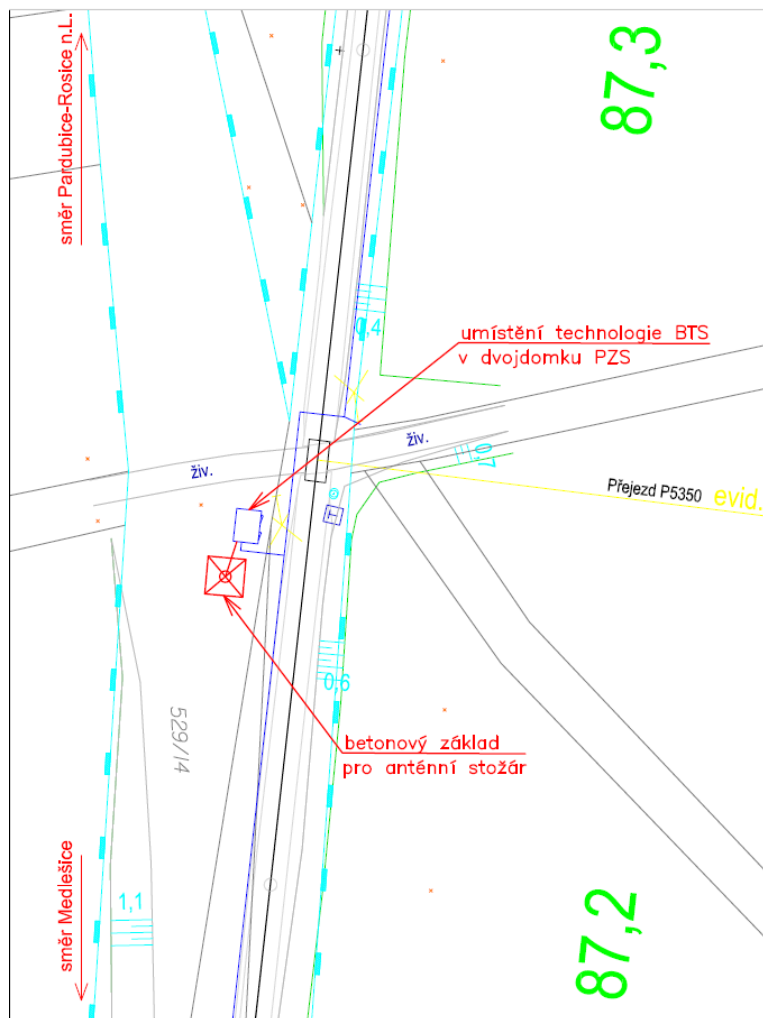 směr Pardubice-Rosice n.L.
87,3
0,4
umístění technologie BTS
v dvojdomku PZS
živ.
živ.
0,7
Přejezd P5350 evid.
T
0,6
529/14
betonový základ
pro anténní stožár
směr Medlešice
1,1
87,2